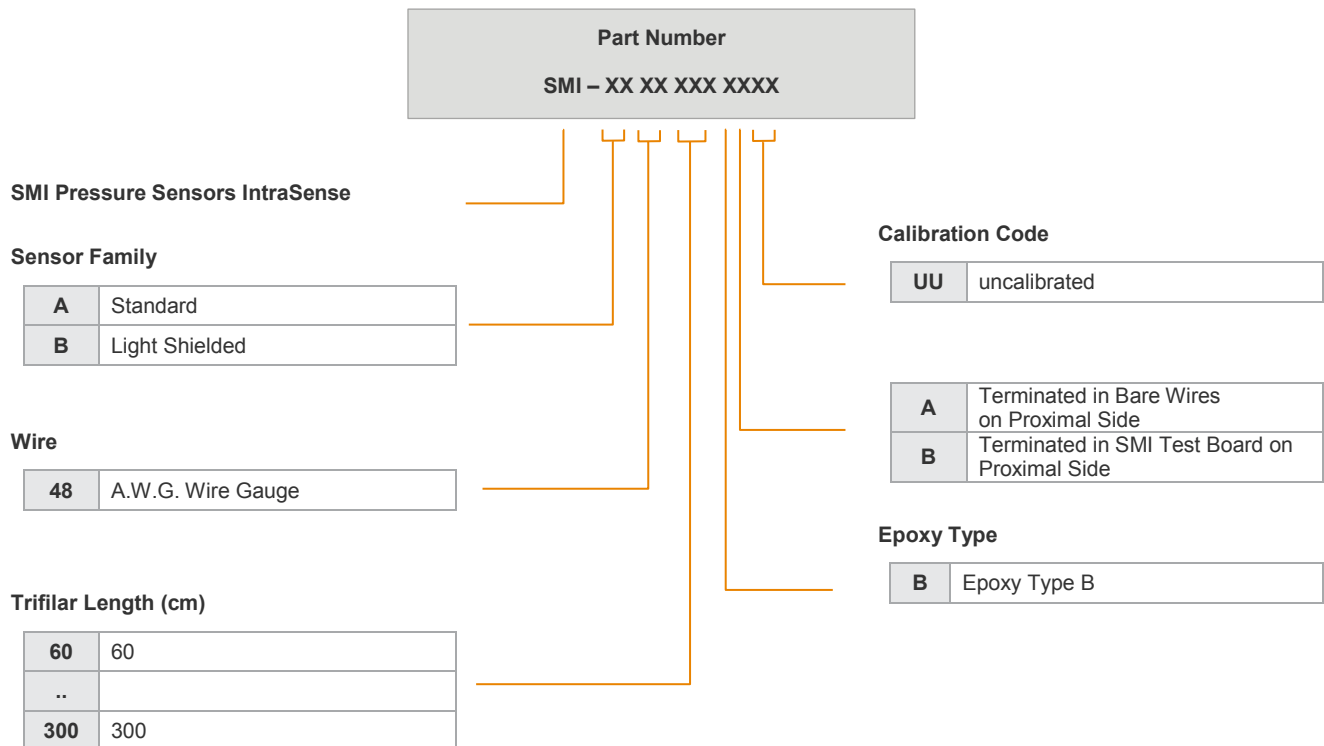 Part Number
SMI – XX XX XXX XXXX
SMI Pressure Sensors IntraSense
Sensor Family
A Standard
B Light Shielded
Wire
48 A.W.G. Wire Gauge
Trifilar Length (cm)
60 60
..
300 300
Calibration Code
UU uncalibrated
A Terminated in Bare Wires
on Proximal Side
B Terminated in SMI Test Board on
Proximal Side
Epoxy Type
B Epoxy Type B